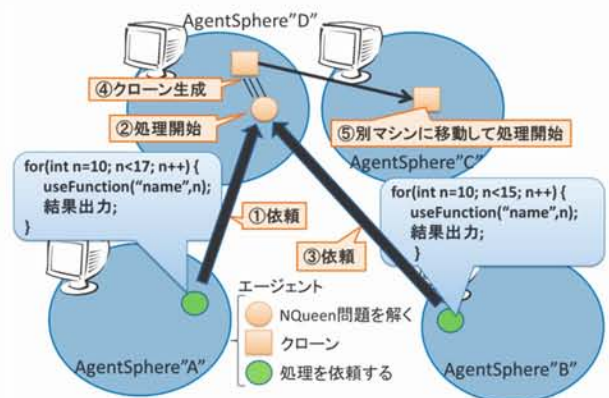 AgentSphere"D"
④クローン生成
②処理開始
⑤別マシンに移動して処理開始
AgentSphere"C"
for(int n=10; n<17; n++) {
useFunction("name",n);
結果出力;
}
for(int n=10; n<15; n++) {
useFunction("name",n);
結果出力;
}
①依頼
③依頼
エージェント
NQueen問題を解く
クローン
処理を依頼する
AgentSphere"A"
AgentSphere"B"